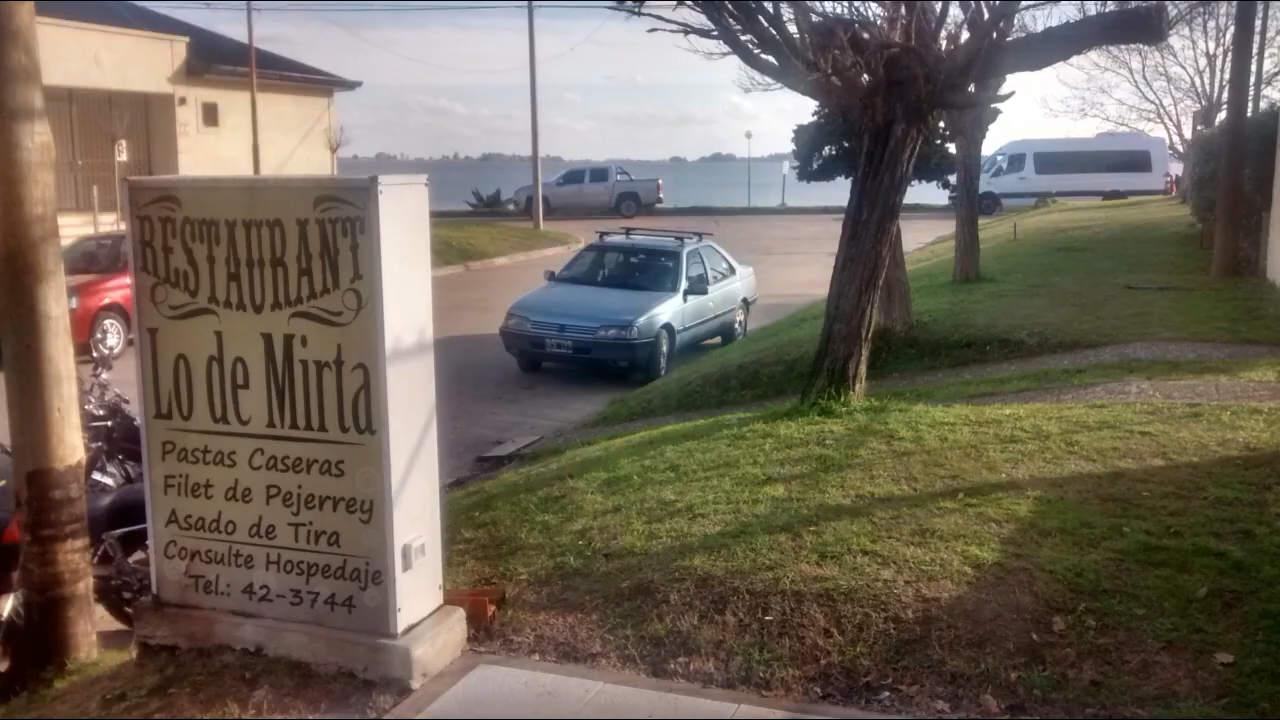 RESTAURANT
Lo de Mirta
Pastas Caseras
Filet de Pejerrey
Asado de Tira
Consulte Hospedaje
Tel.: 42-3744